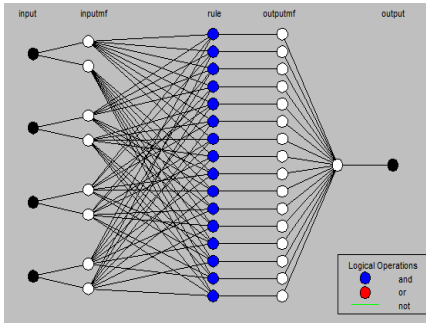 input inputmf rule outputmf output
Logical Operations
and
or
not